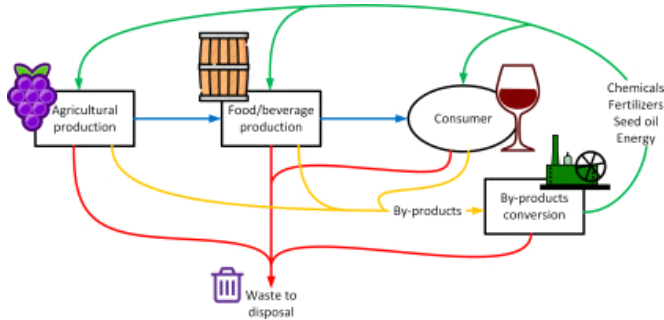 Agricultural
production
Food/beverage
production
Consumer
Chemicals
Fertilizers
Seed oil
Energy
By-products
By-products
conversion
Waste to
disposal